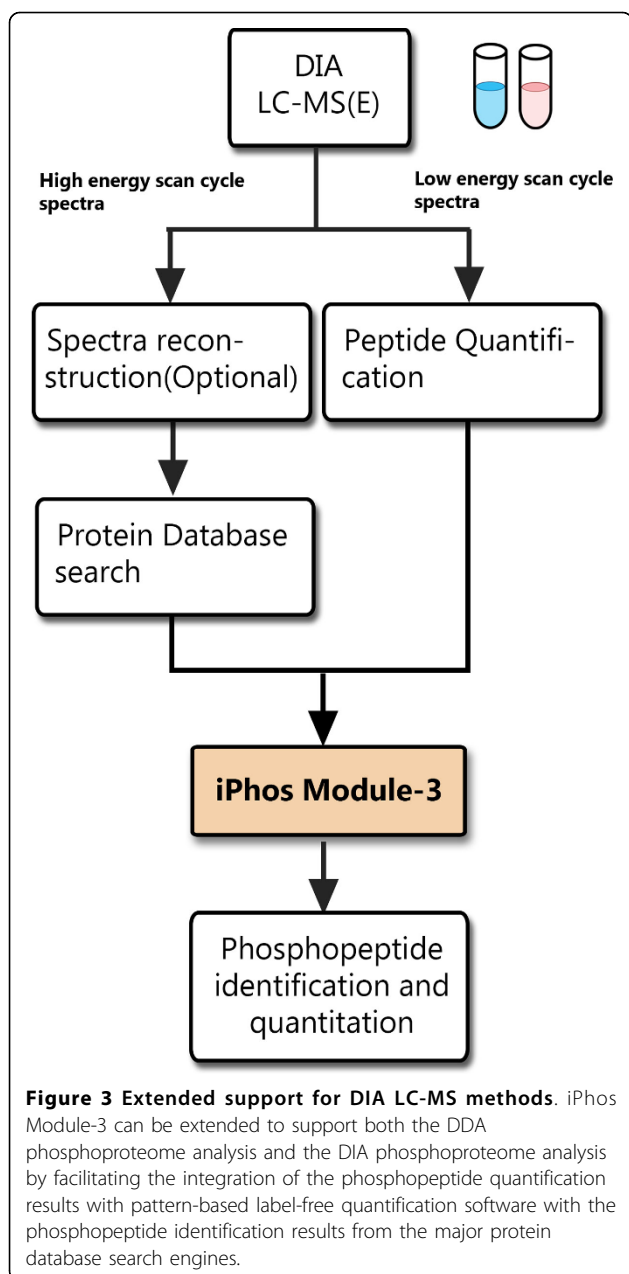 DIA
LC-MS(E)
High energy scan cycle
spectra
Low energy scan cycle
spectra
Spectra recon-
struction(Optional)
Peptide Quantifi-
cation
Protein Database
search
iPhos Module-3
Phosphopeptide
identification and
quantitation
Figure 3 Extended support for DIA LC-MS methods. iPhos
Module-3 can be extended to support both the DDA
phosphoproteome analysis and the DIA phosphoproteome analysis
by facilitating the integration of the phosphopeptide quantification
results with pattern-based label-free quantification software with the
phosphopeptide identification results from the major protein
database search engines.